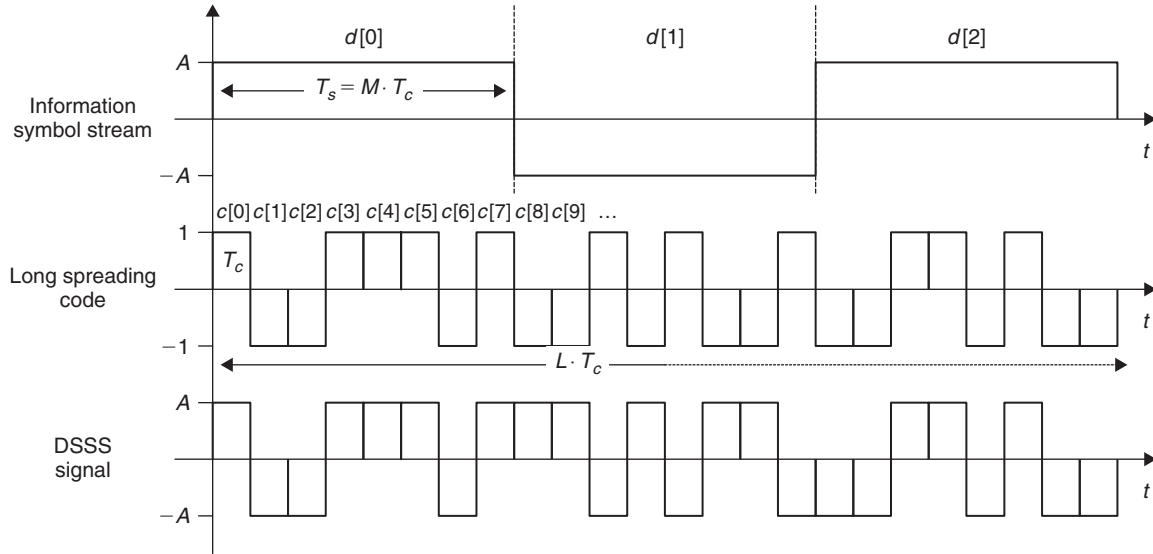 d[0] d[1] d[2]
A
T_s = M · T_c
Information
symbol stream
t
−A
c[0] c[1] c[2] c[3] c[4] c[5] c[6] c[7] c[8] c[9] ...
1
T_c
Long spreading
code
t
−1
L · T_c
A
DSSS
signal
t
−A